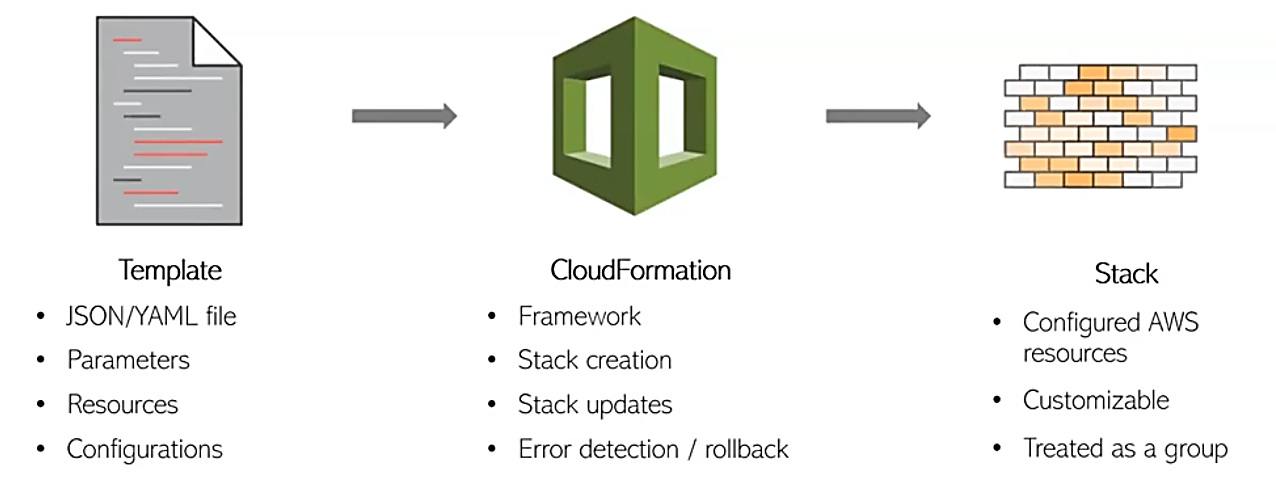 Template
• JSON/YAML file
• Parameters
• Resources
• Configurations
CloudFormation
• Framework
• Stack creation
• Stack updates
• Error detection / rollback
Stack
• Configured AWS
resources
• Customizable
• Treated as a group